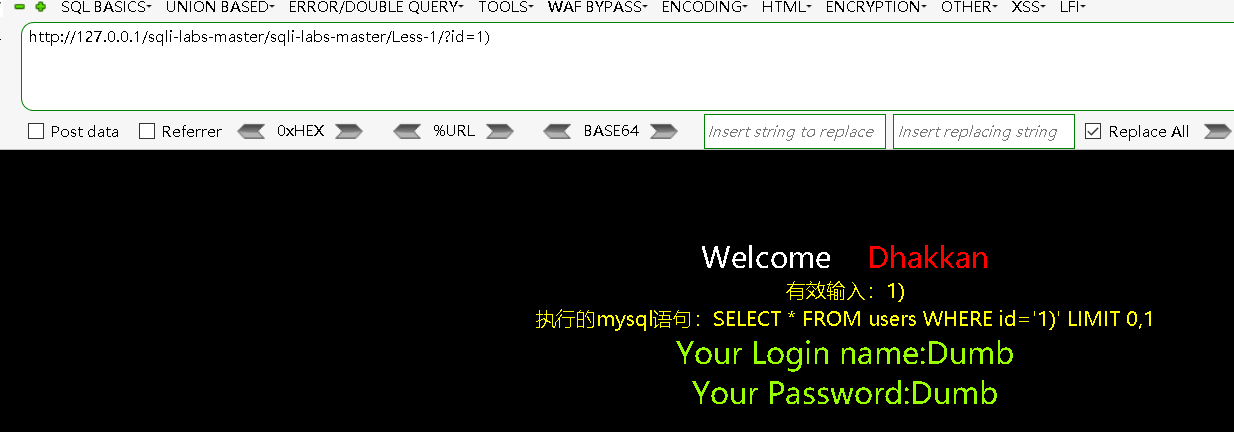 SQL BASICS UNION BASED ERROR/DOUBLE QUERY TOOLS WAF BYPASS ENCODING HTML ENCRYPTION OTHER XSS LFI
http://127.0.0.1/sqli-labs-master/sqli-labs-master/Less-1/?id=1)
Post data Referrer 0xHEX %URL BASE64 Insert string to replace Insert replacing string Replace All
Welcome Dhakkan
有效输入：1)
执行的mysql语句：SELECT * FROM users WHERE id='1)' LIMIT 0,1
Your Login name:Dumb
Your Password:Dumb